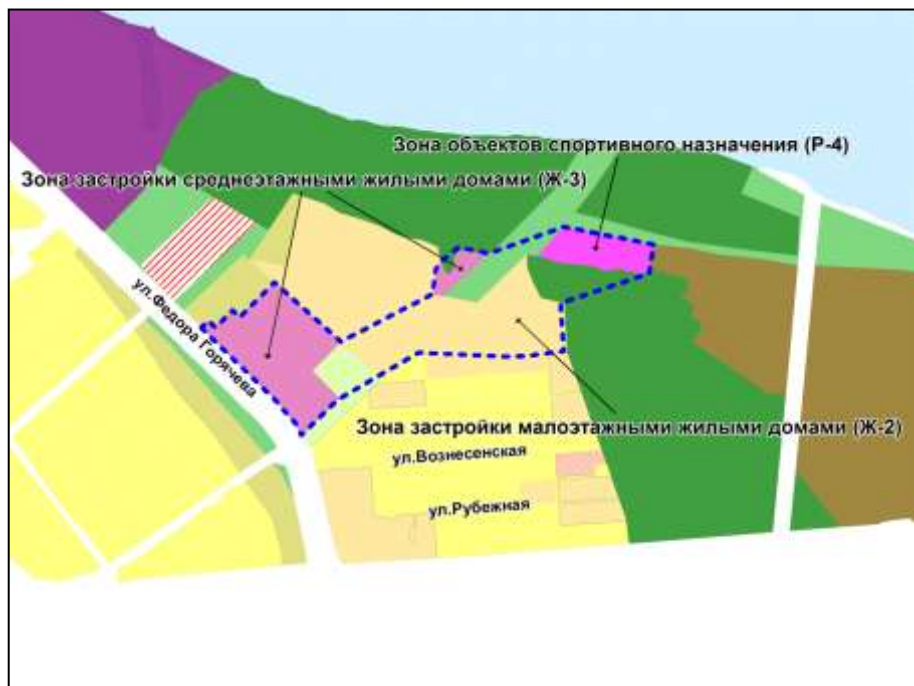 Зона объектов спортивного назначения (Р-4)
Зона застройки среднеэтажными жилыми домами (Ж-3)
ул.Федора Горячева
Зона застройки малоэтажными жилыми домами (Ж-2)
ул.Вознесенская
ул.Рубежная